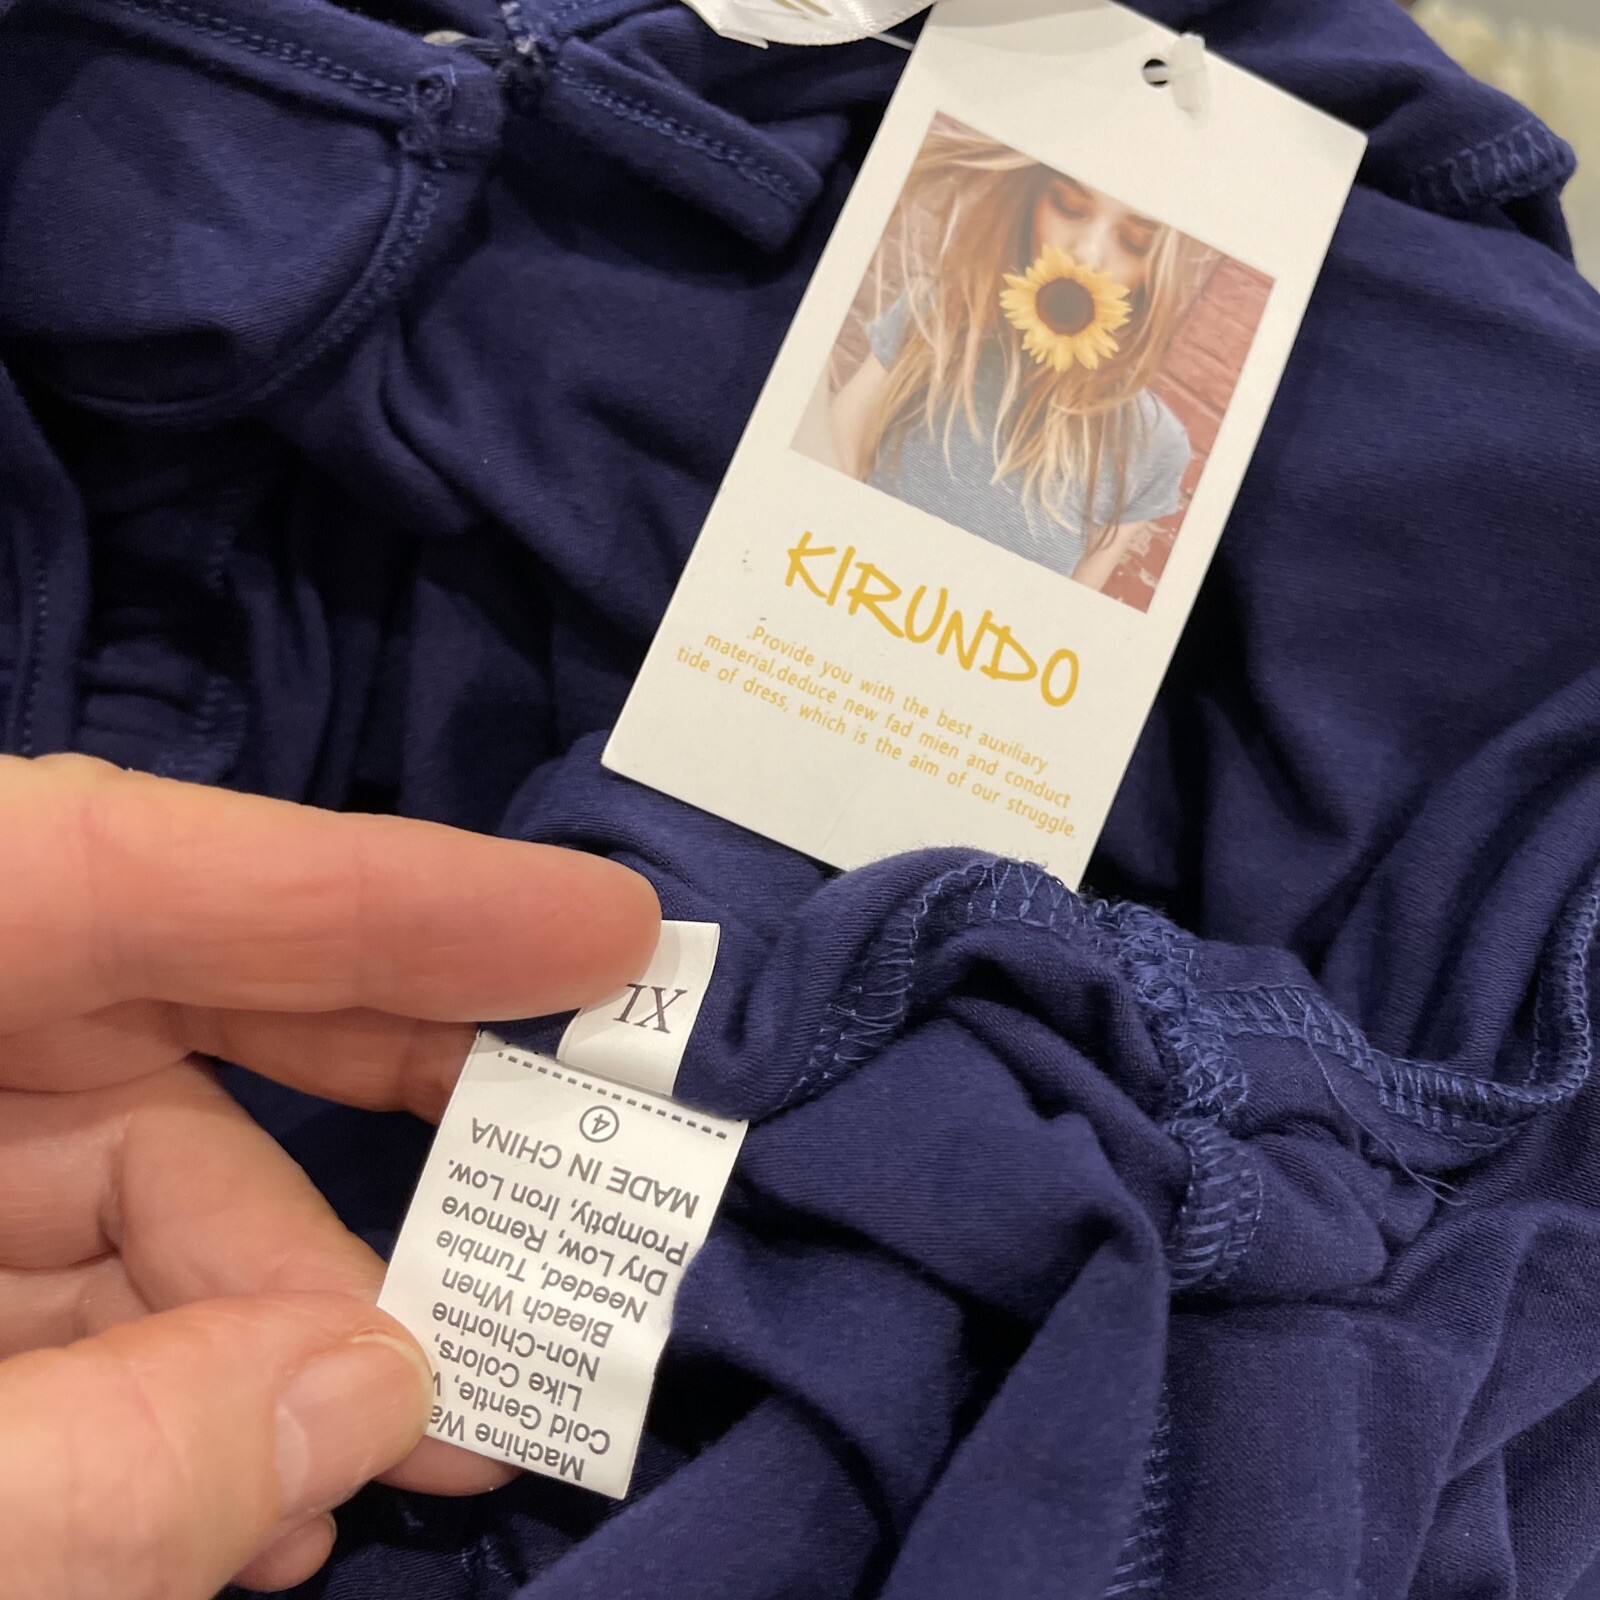 KIRUNDO
.Provide you with the best auxiliary
material,deduce new fad mien and conduct
tide of dress, which is the aim of our struggle.
XL
4
MADE IN CHINA
Machine
Cold Gentle,
Like Colors,
Non-Chlorine
Bleach When
Needed, Tumble
Dry Low, Remove
Promptly, Iron Low.